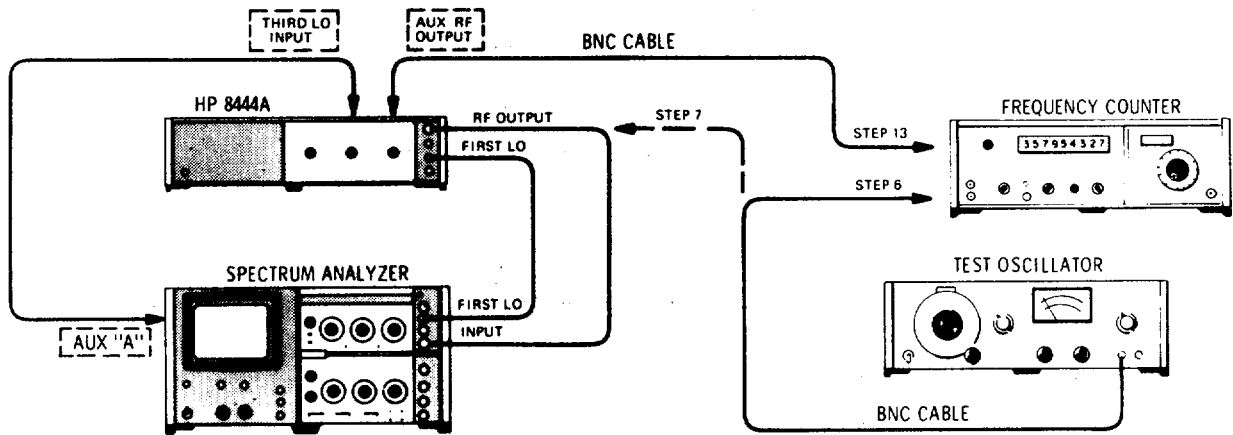 THIRD LO
INPUT
AUX RF
OUTPUT
BNC CABLE
HP 8444A
RF OUTPUT
FIRST LO
STEP 7
FREQUENCY COUNTER
STEP 13
357954327
STEP 6
SPECTRUM ANALYZER
FIRST LO
INPUT
AUX "A"
TEST OSCILLATOR
BNC CABLE